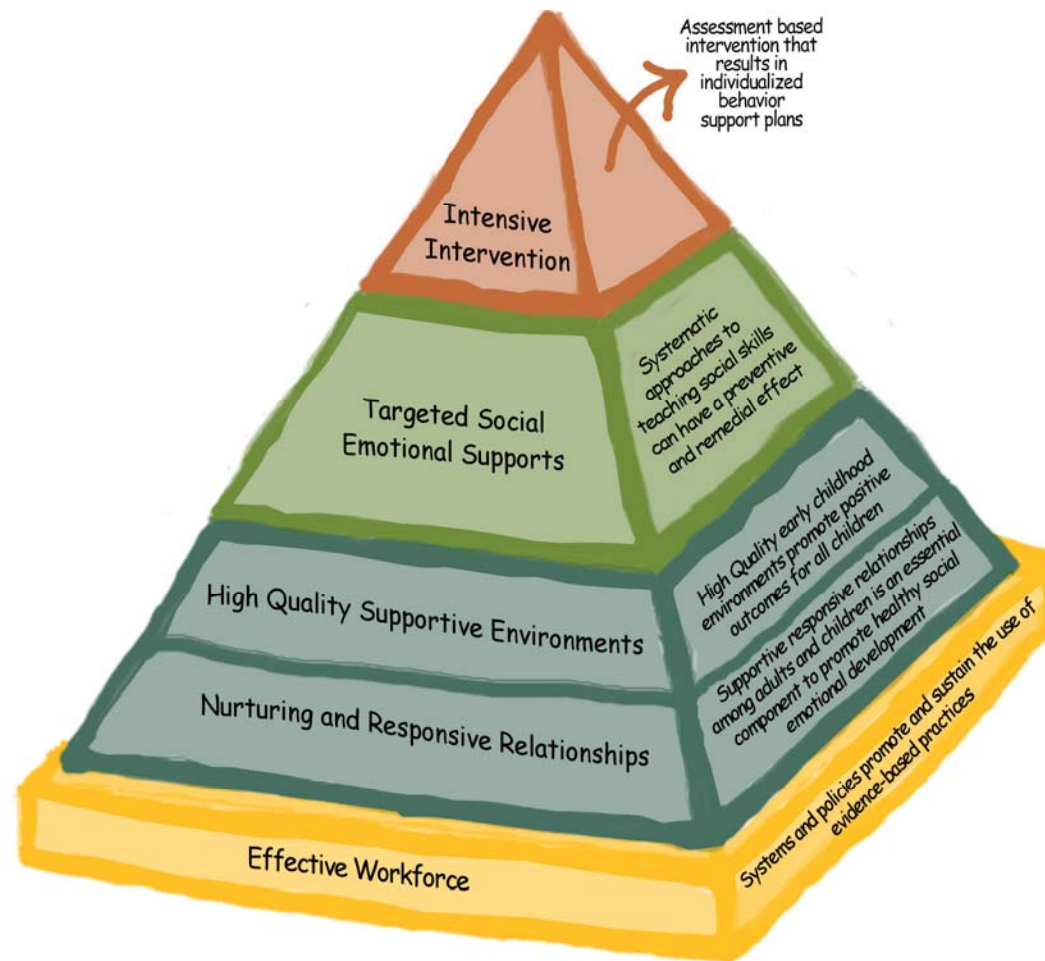 Assessment based
intervention that
results in
individualized
behavior
support plans
Intensive
Intervention
Systematic
approaches to
teaching social skills
can have a preventive
and remedial effect
Targeted Social
Emotional Supports
High Quality early childhood
environments promote positive
outcomes for all children
High Quality Supportive Environments
Supportive responsive relationships
among adults and children is an essential
component to promote healthy social
emotional development
Nurturing and Responsive Relationships
Systems and policies promote and sustain the use of
evidence-based practices
Effective Workforce